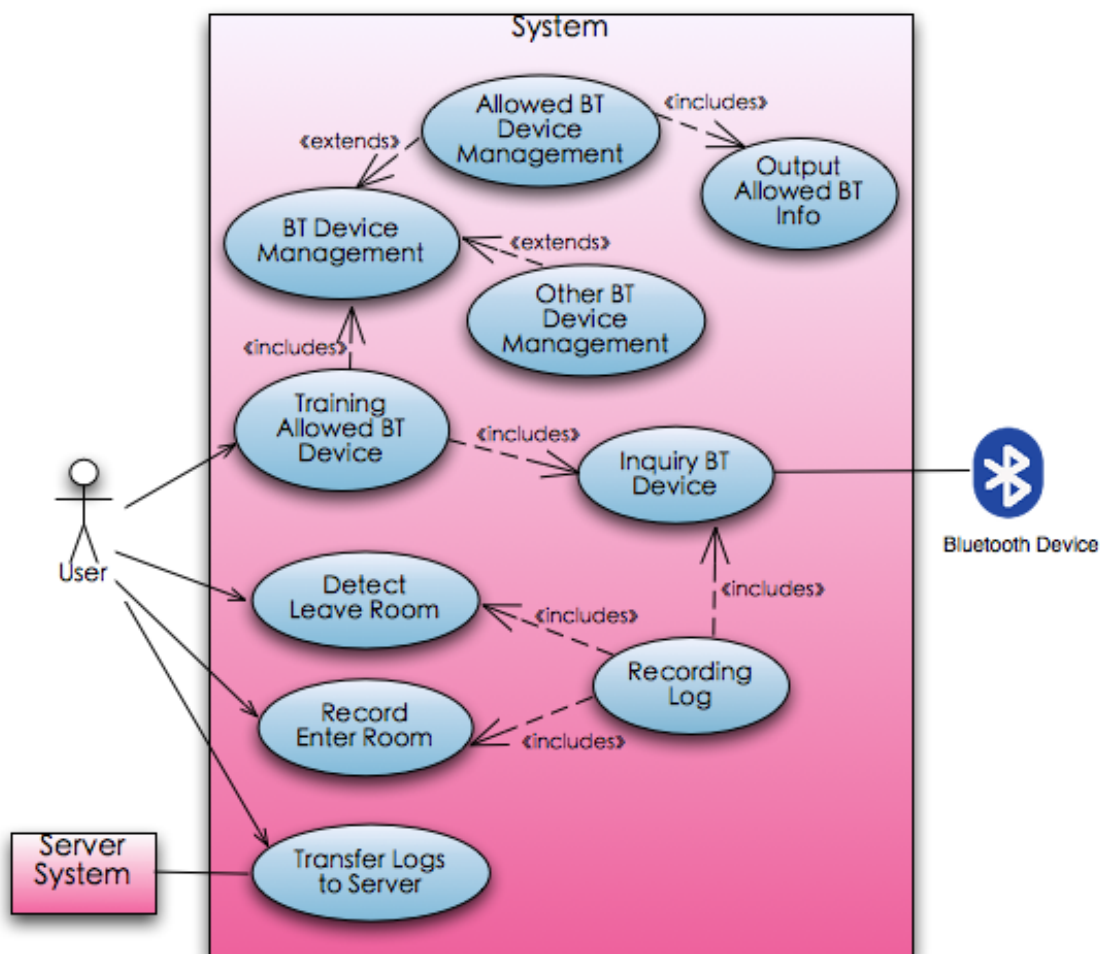 System
Allowed BT
Device
Management
«includes»
«extends»
Output
Allowed BT
Info
BT Device
Management
«extends»
Other BT
Device
Management
«includes»
Training
Allowed BT
Device
«includes»
Inquiry BT
Device
Bluetooth Device
User
Detect
Leave Room
«includes»
«includes»
Recording
Log
Record
Enter Room
«includes»
Server
System
Transfer Logs
to Server